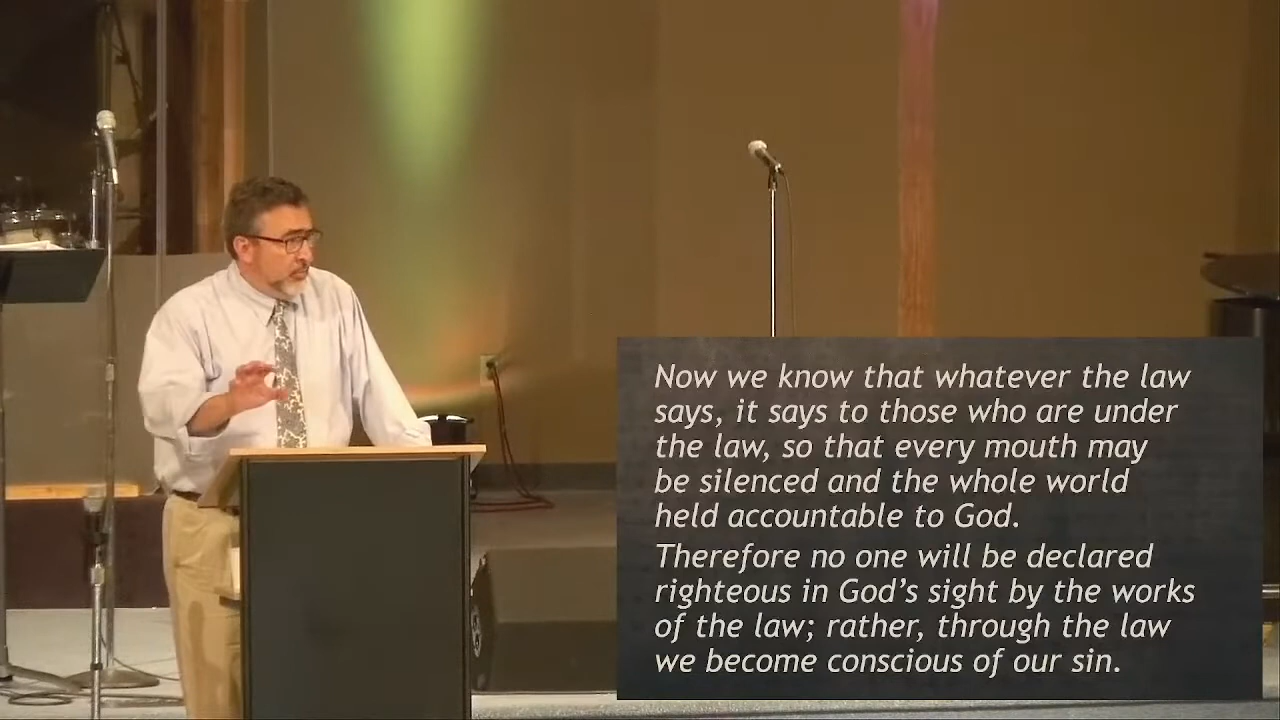 Now we know that whatever the law
says, it says to those who are under
the law, so that every mouth may
be silenced and the whole world
held accountable to God.
Therefore no one will be declared
righteous in God’s sight by the works
of the law; rather, through the law
we become conscious of our sin.